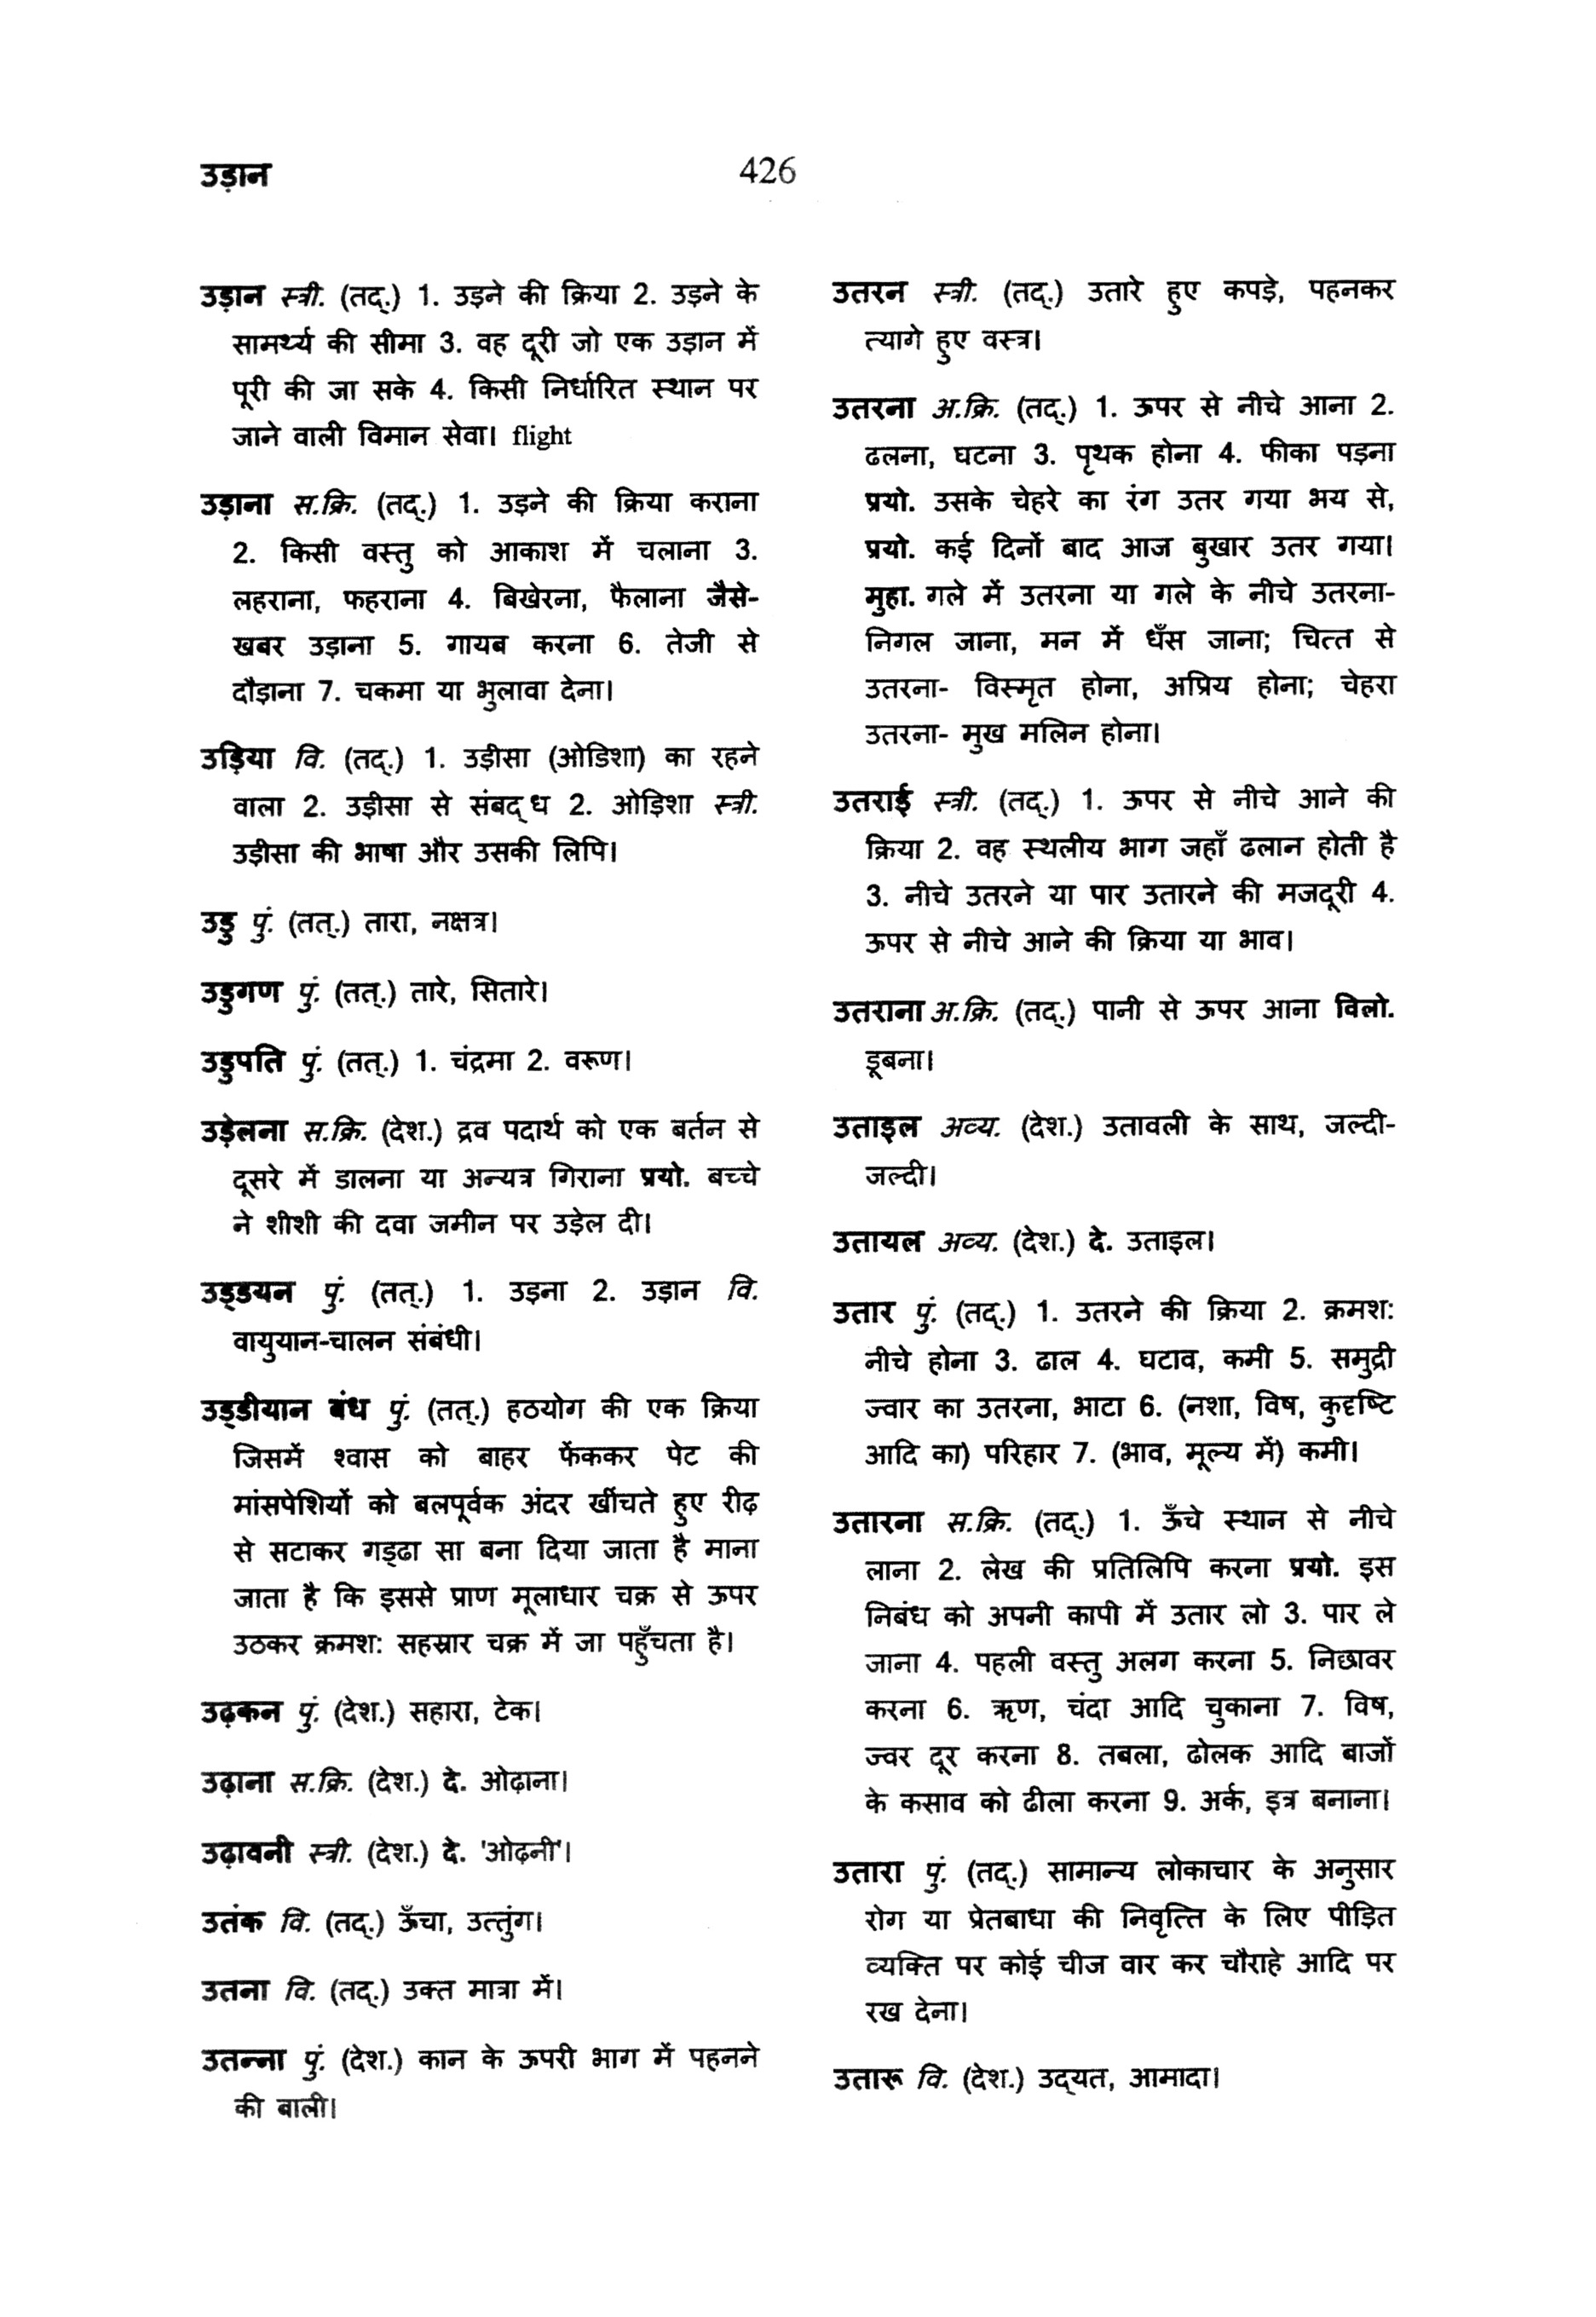 उड़ान
426
उड़ान स्त्री. (तद्.) 1. उड़ने की क्रिया 2. उड़ने के
सामर्थ्य की सीमा 3. वह दूरी जो एक उड़ान में
पूरी की जा सके 4. किसी निर्धारित स्थान पर
जाने वाली विमान सेवा। flight
उड़ाना स.क्रि. (तद्.) 1. उड़ने की क्रिया कराना
2. किसी वस्तु को आकाश में चलाना 3.
लहराना, फहराना 4. बिखेरना, फैलाना जैसे-
खबर उड़ाना 5. गायब करना 6. तेजी से
दौड़ाना 7. चकमा या भुलावा देना।
उड़िया वि. (तद्.) 1. उड़ीसा (ओडिशा) का रहने
वाला 2. उड़ीसा से संबद्ध 2. ओड़िशा स्त्री.
उड़ीसा की भाषा और उसकी लिपि।
उडु पुं. (तत्.) तारा, नक्षत्र।
उडुगण पुं. (तत्.) तारे, सितारे।
उडुपति पुं. (तत्.) 1. चंद्रमा 2. वरूण।
उड़ेलना स.क्रि. (देश.) द्रव पदार्थ को एक बर्तन से
दूसरे में डालना या अन्यत्र गिराना प्रयो. बच्चे
ने शीशी की दवा जमीन पर उड़ेल दी।
उड्डयन पुं. (तत्.) 1. उड़ना 2. उड़ान वि.
वायुयान-चालन संबंधी।
उड्डीयान बंध पुं. (तत्.) हठयोग की एक क्रिया
जिसमें श्वास को बाहर फेंककर पेट की
मांसपेशियों को बलपूर्वक अंदर खींचते हुए रीढ़
से सटाकर गड्ढा सा बना दिया जाता है माना
जाता है कि इससे प्राण मूलाधार चक्र से ऊपर
उठकर क्रमश: सहस्रार चक्र में जा पहुँचता है।
उढ़कन पुं. (देश.) सहारा, टेक।
उढ़ाना स.क्रि. (देश.) दे. ओढ़ाना।
उढ़ावनी स्त्री. (देश.) दे. 'ओढ़नी'।
उतंक वि. (तद्.) ऊँचा, उत्तुंग।
उतना वि. (तद्.) उक्त मात्रा में।
उतन्ना पुं. (देश.) कान के ऊपरी भाग में पहनने
की बाली।
उतरन स्त्री. (तद्.) उतारे हुए कपड़े, पहनकर
त्यागे हुए वस्त्र।
उतरना अ.क्रि. (तद्.) 1. ऊपर से नीचे आना 2.
ढलना, घटना 3. पृथक होना 4. फीका पड़ना
प्रयो. उसके चेहरे का रंग उतर गया भय से,
प्रयो. कई दिनों बाद आज बुखार उतर गया।
मुहा. गले में उतरना या गले के नीचे उतरना-
निगल जाना, मन में धँस जाना; चित्त से
उतरना- विस्मृत होना, अप्रिय होना; चेहरा
उतरना- मुख मलिन होना।
उतराई स्त्री. (तद्.) 1. ऊपर से नीचे आने की
क्रिया 2. वह स्थलीय भाग जहाँ ढलान होती है
3. नीचे उतरने या पार उतारने की मजदूरी 4.
ऊपर से नीचे आने की क्रिया या भाव।
उतराना अ.क्रि. (तद्.) पानी से ऊपर आना विलो.
डूबना।
उताइल अव्य. (देश.) उतावली के साथ, जल्दी-
जल्दी।
उतायल अव्य. (देश.) दे. उताइल।
उतार पुं. (तद्.) 1. उतरने की क्रिया 2. क्रमश:
नीचे होना 3. ढाल 4. घटाव, कमी 5. समुद्री
ज्वार का उतरना, भाटा 6. (नशा, विष, कुदृष्टि
आदि का) परिहार 7. (भाव, मूल्य में) कमी।
उतारना स.क्रि. (तद्.) 1. ऊँचे स्थान से नीचे
लाना 2. लेख की प्रतिलिपि करना प्रयो. इस
निबंध को अपनी कापी में उतार लो 3. पार ले
जाना 4. पहली वस्तु अलग करना 5. निछावर
करना 6. ऋण, चंदा आदि चुकाना 7. विष,
ज्वर दूर करना 8. तबला, ढोलक आदि बाजों
के कसाव को ढीला करना 9. अर्क, इत्र बनाना।
उतारा पुं. (तद्.) सामान्य लोकाचार के अनुसार
रोग या प्रेतबाधा की निवृत्ति के लिए पीड़ित
व्यक्ति पर कोई चीज वार कर चौराहे आदि पर
रख देना।
उतारू वि. (देश.) उद्यत, आमादा।